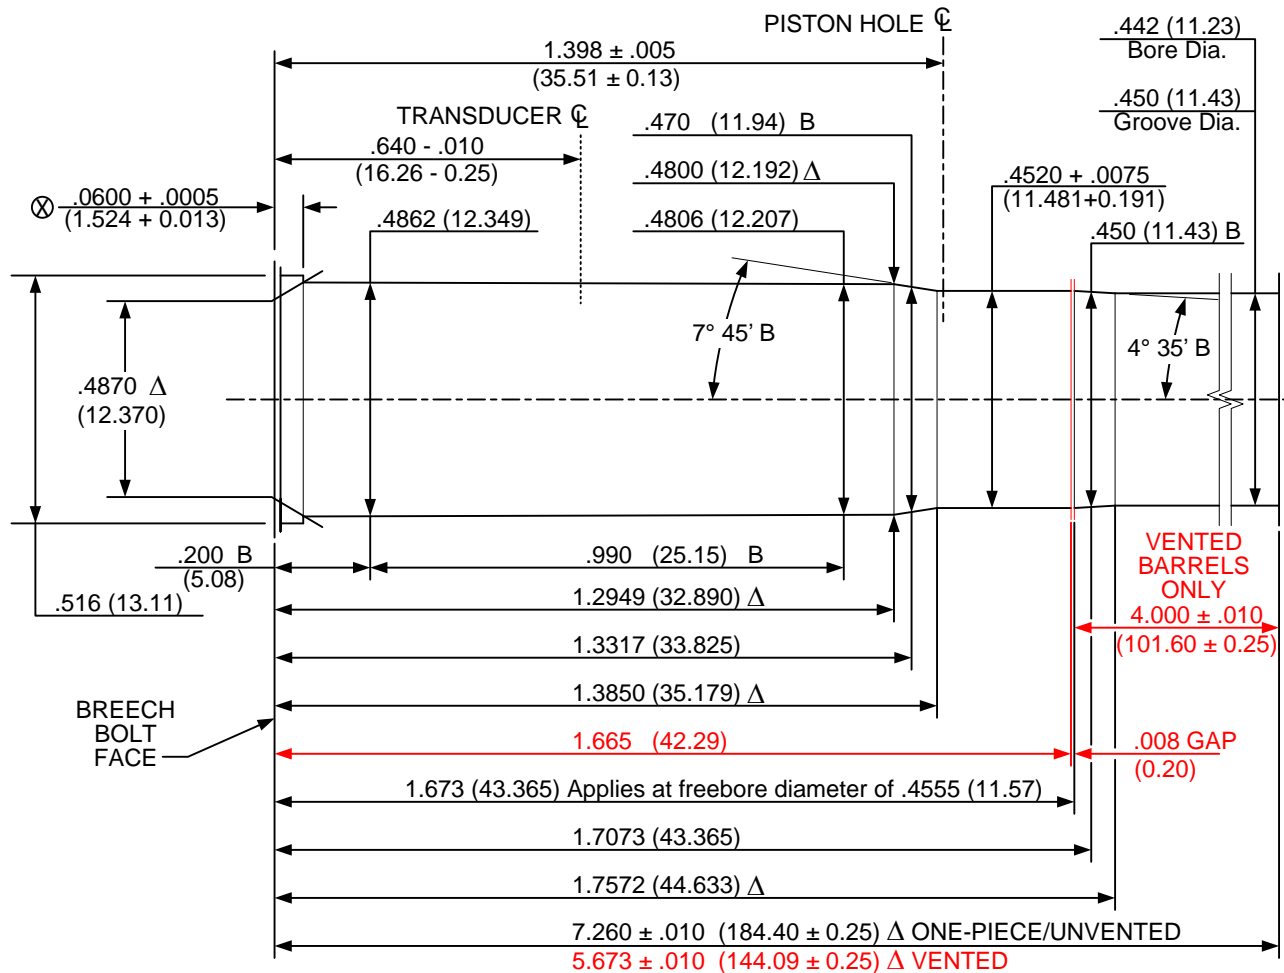 PISTON HOLE ℄
.442 (11.23)
Bore Dia.
1.398 ± .005
(35.51 ± 0.13)
.450 (11.43)
Groove Dia.
TRANSDUCER ℄
.470 (11.94) B
.640 - .010
(16.26 - 0.25)
.4800 (12.192) Δ
.4520 + .0075
(11.481+0.191)
⊗ .0600 + .0005
(1.524 + 0.013)
.4862 (12.349)
.4806 (12.207)
.450 (11.43) B
7° 45’ B
4° 35’ B
.4870 Δ
(12.370)
.200 B
(5.08)
.990 (25.15) B
VENTED
BARRELS
ONLY
4.000 ± .010
(101.60 ± 0.25)
.516 (13.11)
1.2949 (32.890) Δ
1.3317 (33.825)
1.3850 (35.179) Δ
BREECH
BOLT
FACE
1.665 (42.29)
.008 GAP
(0.20)
1.673 (43.365) Applies at freebore diameter of .4555 (11.57)
1.7073 (43.365)
1.7572 (44.633) Δ
7.260 ± .010 (184.40 ± 0.25) Δ ONE-PIECE/UNVENTED
5.673 ± .010 (144.09 ± 0.25) Δ VENTED